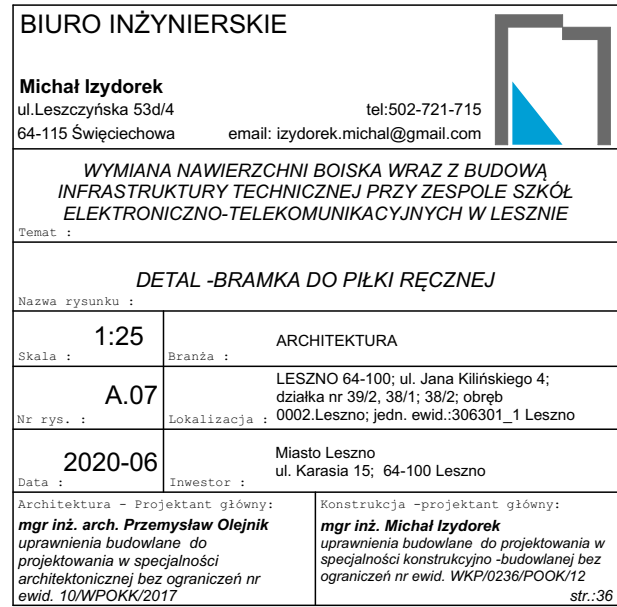 BIURO INŻYNIERSKIE
Michał Izydorek
ul.Leszczyńska 53d/4 tel:502-721-715
64-115 Święciechowa email: izydorek.michal@gmail.com
WYMIANA NAWIERZCHNI BOISKA WRAZ Z BUDOWĄ
INFRASTRUKTURY TECHNICZNEJ PRZY ZESPOLE SZKÓŁ
ELEKTRONICZNO-TELEKOMUNIKACYJNYCH W LESZNIE
Temat :
DETAL -BRAMKA DO PIŁKI RĘCZNEJ
Nazwa rysunku :
1:25
Skala :
ARCHITEKTURA
Branża :
A.07
Nr rys. :
LESZNO 64-100; ul. Jana Kilińskiego 4;
działka nr 39/2, 38/1; 38/2; obręb
0002.Leszno; jedn. ewid.:306301_1 Leszno
Lokalizacja :
2020-06
Data :
Miasto Leszno
ul. Karasia 15; 64-100 Leszno
Inwestor :
Architektura - Projektant główny:
mgr inż. arch. Przemysław Olejnik
uprawnienia budowlane do
projektowania w specjalności
architektonicznej bez ograniczeń nr
ewid. 10/WPOKK/2017
Konstrukcja -projektant główny:
mgr inż. Michał Izydorek
uprawnienia budowlane do projektowania w
specjalności konstrukcyjno -budowlanej bez
ograniczeń nr ewid. WKP/0236/POOK/12
str.:36